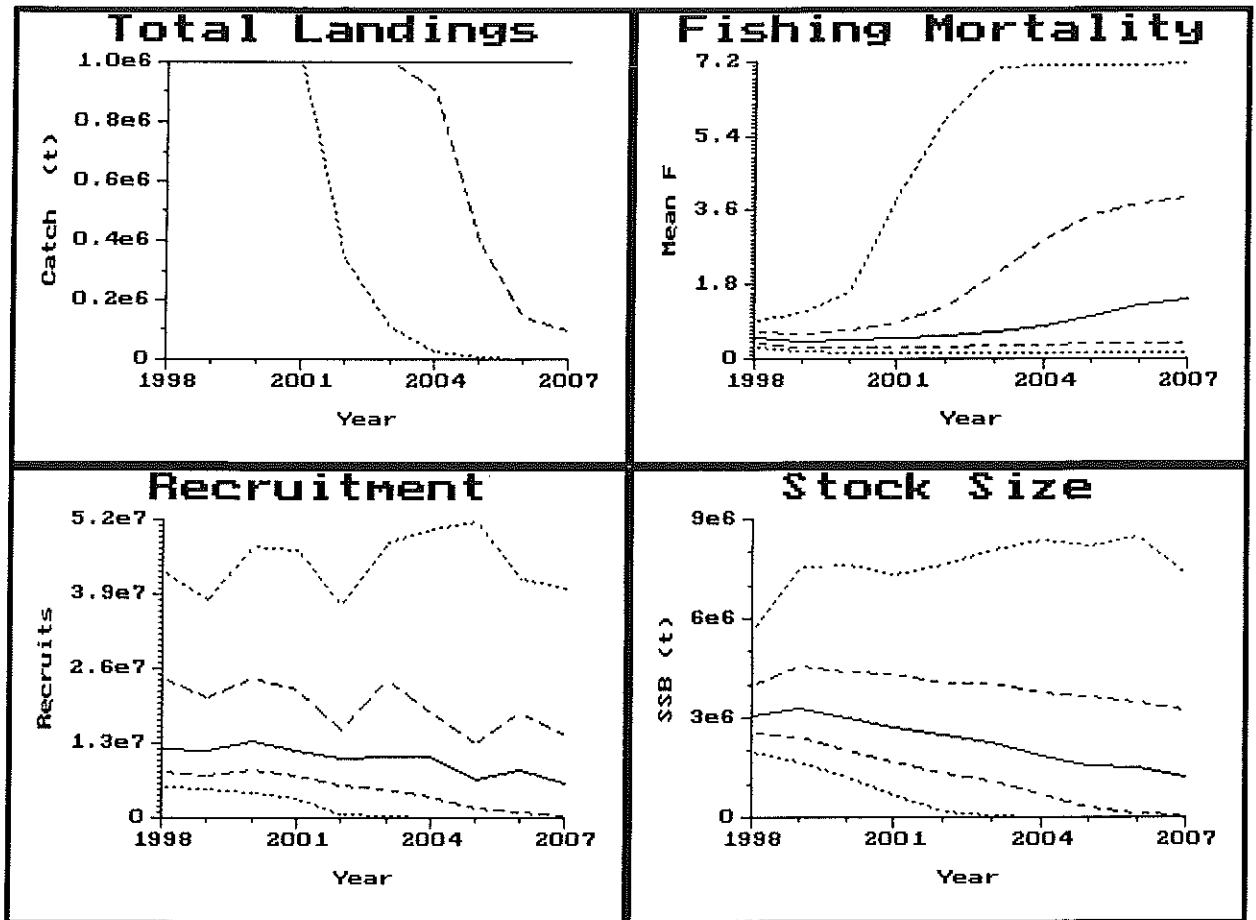 Total Landings
1.0e6
0.8e6
0.6e6
0.4e6
0.2e6
0
Catch (t)
1998 2001 2004 2007
Year
Fishing Mortality
7.2
5.4
3.6
1.8
0
Mean F
1998 2001 2004 2007
Year
Recruitment
5.2e7
3.9e7
2.6e7
1.3e7
0
Recruits
1998 2001 2004 2007
Year
Stock Size
9e6
6e6
3e6
0
SSB (t)
1998 2001 2004 2007
Year